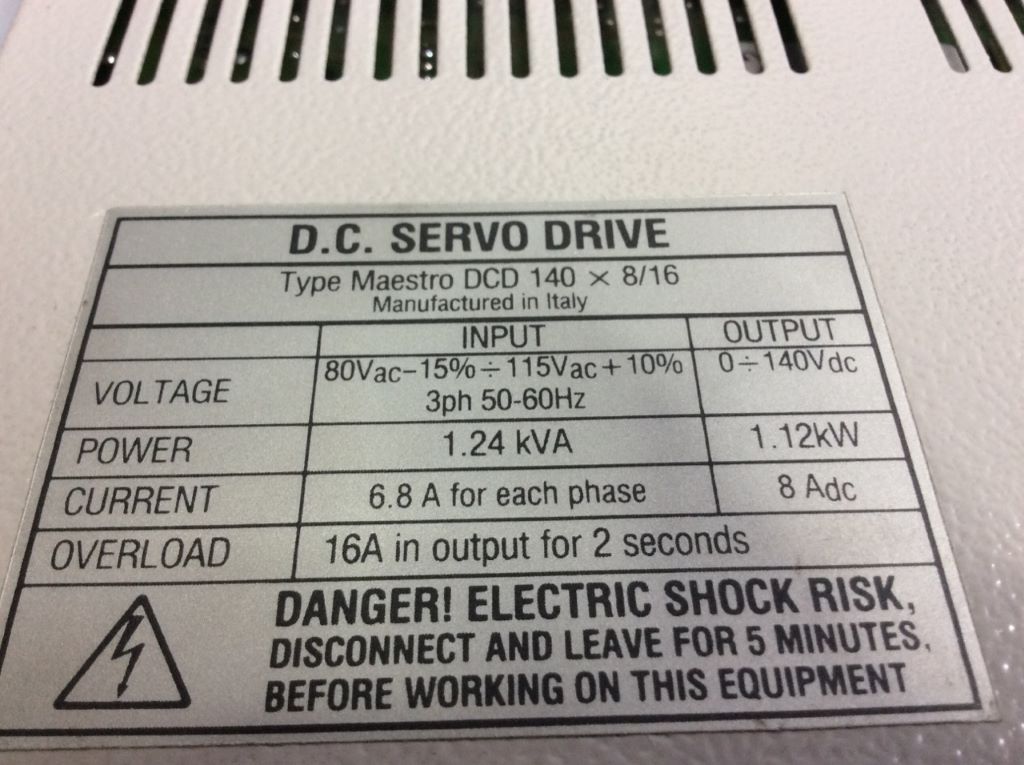 D.C. SERVO DRIVE
Type Maestro DCD 140 × 8/16
Manufactured in Italy
INPUT OUTPUT
VOLTAGE 80Vac–15% ÷ 115Vac + 10% 0 ÷ 140Vdc
3ph 50-60Hz
POWER 1.24 kVA 1.12kW
CURRENT 6.8 A for each phase 8 Adc
OVERLOAD 16A in output for 2 seconds
DANGER! ELECTRIC SHOCK RISK,
DISCONNECT AND LEAVE FOR 5 MINUTES,
BEFORE WORKING ON THIS EQUIPMENT